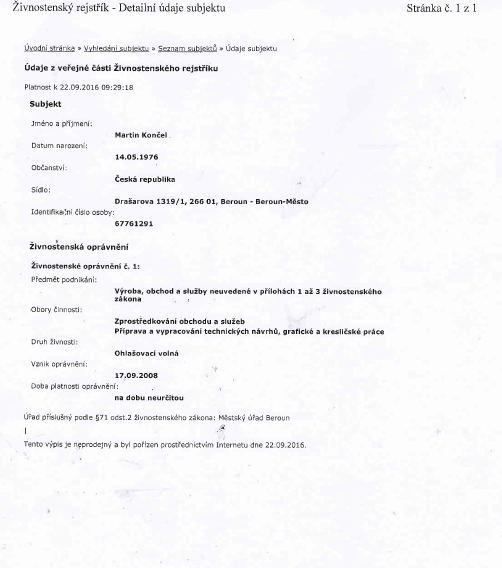 Živnostenský rejstřík - Detailní údaje subjektu Stránka č. 1 z 1
Úvodní stránka » Vyhledání subjektu » Seznam subjektů » Údaje subjektu
Údaje z veřejné části Živnostenského rejstříku
Platnost k 22.09.2016 09:29:18
Subjekt
Jméno a příjmení:
Martin Končel
Datum narození:
14.05.1976
Občanství:
Česká republika
Sídlo:
Drašarova 1319/1, 266 01, Beroun - Beroun-Město
Identifikační číslo osoby:
67761291
Živnostenská oprávnění
Živnostenské oprávnění č. 1:
Předmět podnikání:
Výroba, obchod a služby neuvedené v přílohách 1 až 3 živnostenského
zákona
Obory činnosti:
Zprostředkování obchodu a služeb
Příprava a vypracování technických návrhů, grafické a kresličské práce
Druh živnosti:
Ohlašovací volná
Vznik oprávnění:
17.09.2008
Doba platnosti oprávnění:
na dobu neurčitou
Úřad příslušný podle §71 odst.2 živnostenského zákona: Městský úřad Beroun
Tento výpis je neprodejný a byl pořízen prostřednictvím Internetu dne 22.09.2016.